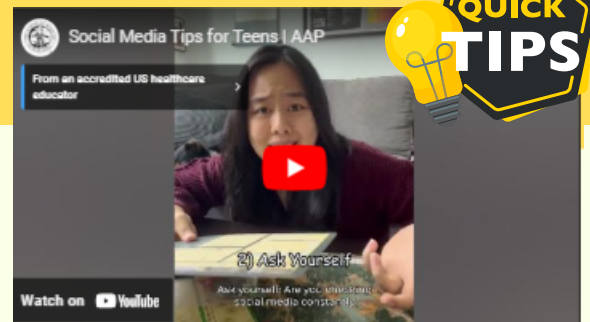 QUICK
TIPS
Social Media Tips for Teens | AAP
From an accredited US healthcare
educator
2) Ask Yourself
Ask yourself: Are you checking
social media constantly
Watch on YouTube